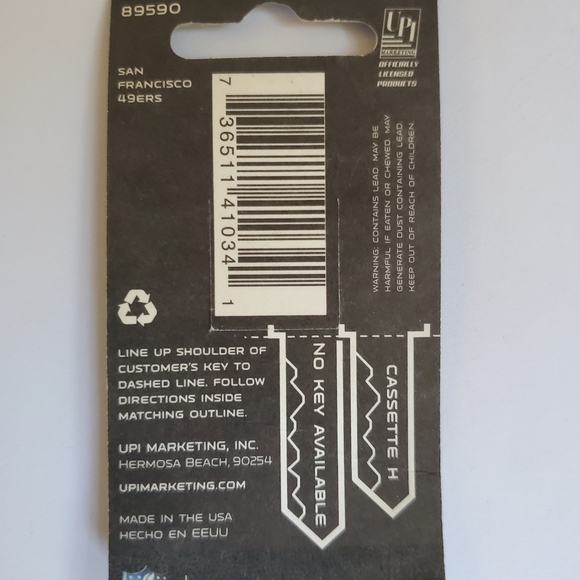 89590
UPI
MARKETING
OFFICIALLY
LICENSED
PRODUCTS
SAN
FRANCISCO
49ERS
7 36511 41034 1
WARNING: CONTAINS LEAD. MAY BE
HARMFUL IF EATEN OR CHEWED. MAY
GENERATE DUST CONTAINING LEAD.
KEEP OUT OF REACH OF CHILDREN.
LINE UP SHOULDER OF
CUSTOMER'S KEY TO
DASHED LINE. FOLLOW
DIRECTIONS INSIDE
MATCHING OUTLINE.
NO KEY AVAILABLE
CASSETTE H
UPI MARKETING, INC.
HERMOSA BEACH, 90254
UPIMARKETING.COM
MADE IN THE USA
HECHO EN EEUU